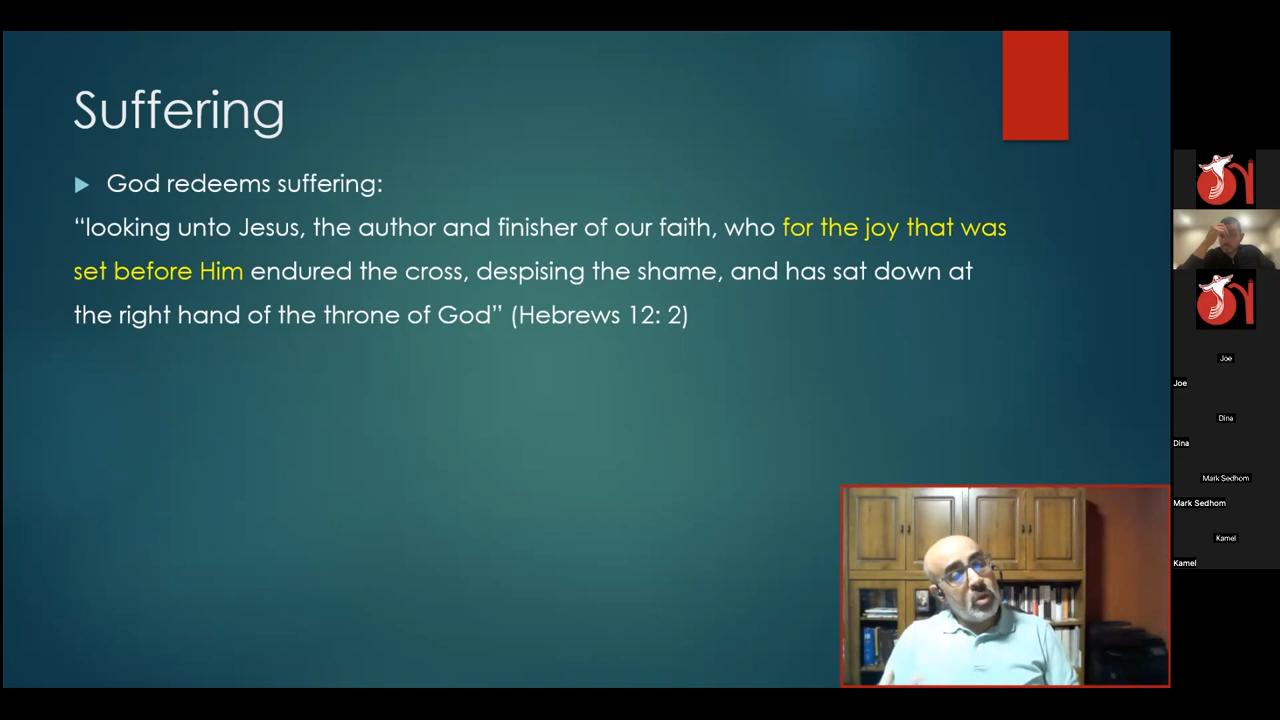 Suffering
God redeems suffering:
“looking unto Jesus, the author and finisher of our faith, who for the joy that was
set before Him endured the cross, despising the shame, and has sat down at
the right hand of the throne of God” (Hebrews 12: 2)
Joe
Joe
Dina
Dina
Mark Sedhom
Mark Sedhom
Kamel
Kamel